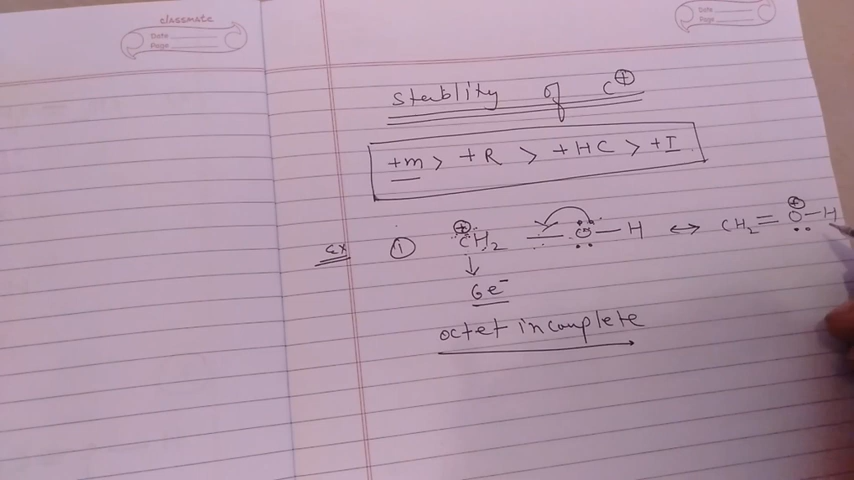 classmate
Date
Page
Date
Page
Stablity of C⊕
+m > +R > +HC > +I
Ex ① ⊕CH₂ — O — H ↔ CH₂ = O⊕ — H
↓
6e⁻
octet incomplete